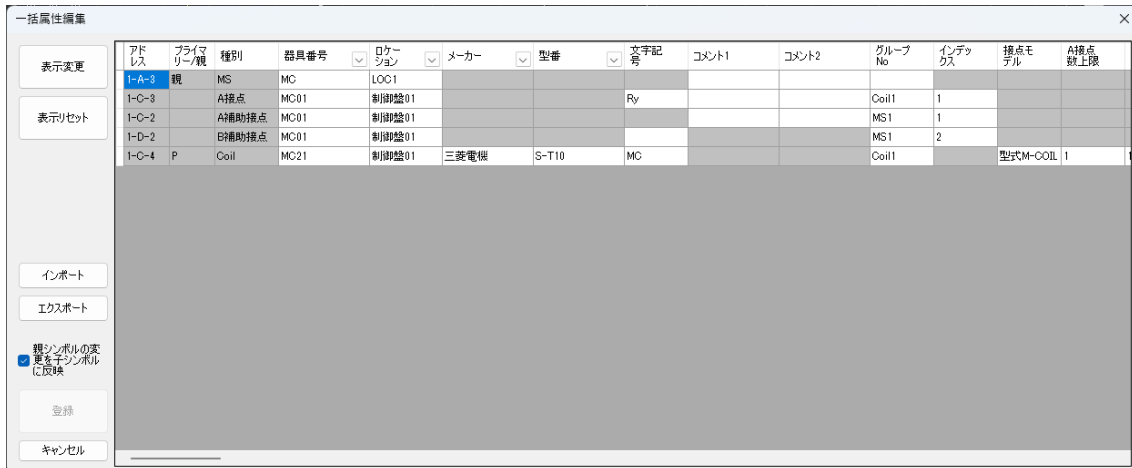 一括属性編集
表示変更
表示リセット
インポート
エクスポート
親シンボルの変
更を子シンボル
に反映
登録
キャンセル
アド
レス
プライマ
リー/親
種別
器具番号
ロケー
ション
メーカー
型番
文字記
号
コメント1
コメント2
グループ
No
インデッ
クス
接点モ
デル
A接点
数上限
1-A-3 親 MS MC LOC1
1-C-3 A接点 MC01 制御盤01 Ry Coil1 1
1-C-2 A補助接点 MC01 制御盤01 MS1 1
1-D-2 B補助接点 MC01 制御盤01 MS1 2
1-C-4 P Coil MC21 制御盤01 三菱電機 S-T10 MC Coil1 型式M-COIL 1 1